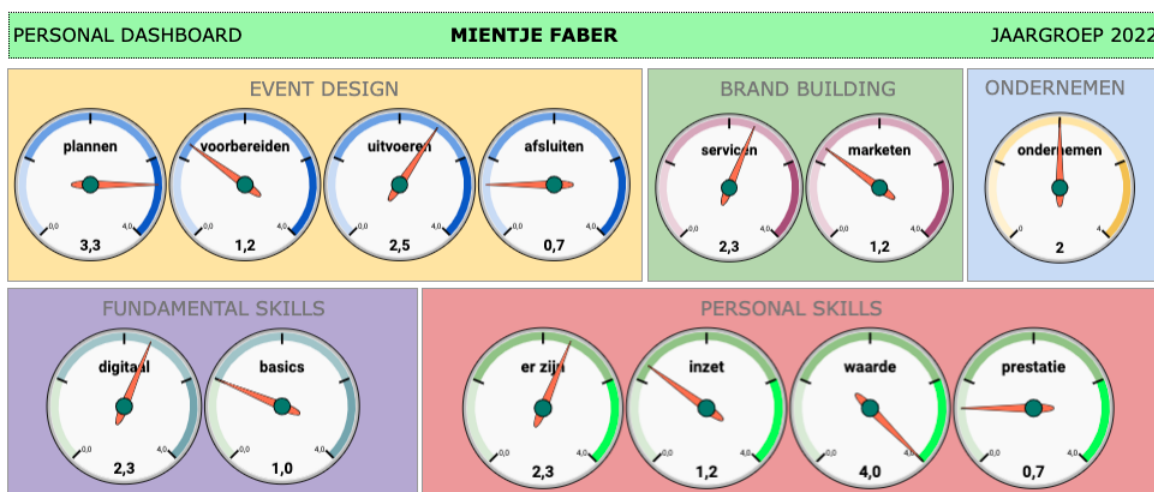 PERSONAL DASHBOARD MIENTJE FABER JAARGROEP 2022
EVENT DESIGN
plannen
0,0 4,0
3,3
voorbereiden
0,0 4,0
1,2
uitvoeren
0,0 4,0
2,5
afsluiten
0,0 4,0
0,7
BRAND BUILDING
servicen
0,0 4,0
2,3
marketen
0,0 4,0
1,2
ONDERNEMEN
ondernemen
0 4
2
FUNDAMENTAL SKILLS
digitaal
0,0 4,0
2,3
basics
0,0 4,0
1,0
PERSONAL SKILLS
er zijn
0,0 4,0
2,3
inzet
0,0 4,0
1,2
waarde
0,0 4,0
4,0
prestatie
0,0 4,0
0,7